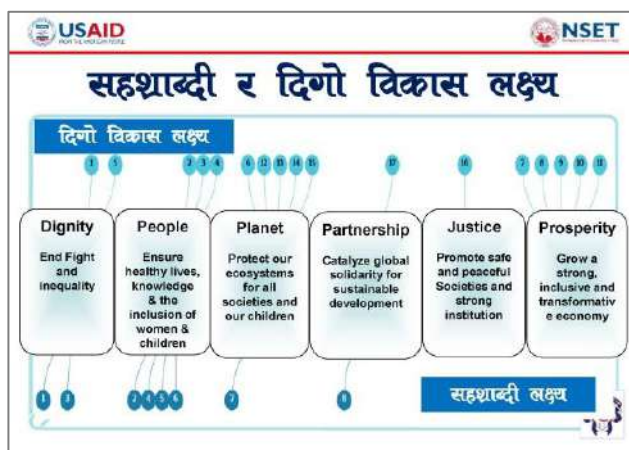 USAID
FROM THE AMERICAN PEOPLE
NSET
सहश्राब्दी र दिगो विकास लक्ष्य
दिगो विकास लक्ष्य
1 5 2 3 4 6 12 13 14 15 17 16 7 8 9 10 11
Dignity
End Fight
and
inequality
People
Ensure
healthy lives,
knowledge
& the
inclusion of
women &
children
Planet
Protect our
ecosystems
for all
societies and
our children
Partnership
Catalyze global
solidarity for
sustainable
development
Justice
Promote safe
and peaceful
Societies and
strong
institution
Prosperity
Grow a
strong,
inclusive and
transformativ
e economy
1 3 2 4 5 6 7 8
सहश्राब्दी लक्ष्य